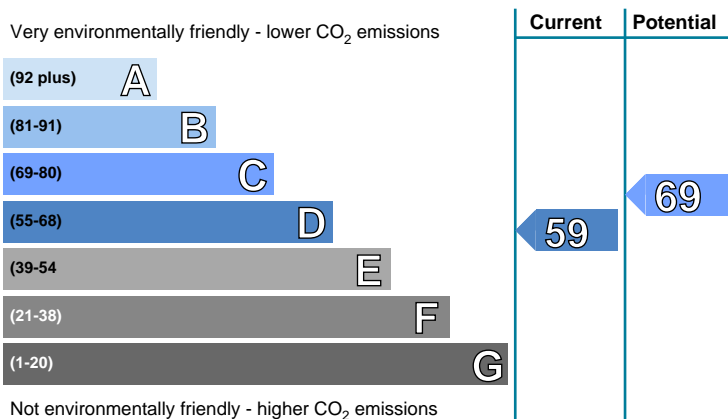 Current Potential
Very environmentally friendly - lower CO2 emissions
(92 plus) A
(81-91) B
(69-80) C
(55-68) D
(39-54 E
(21-38) F
(1-20) G
59
69
Not environmentally friendly - higher CO2 emissions